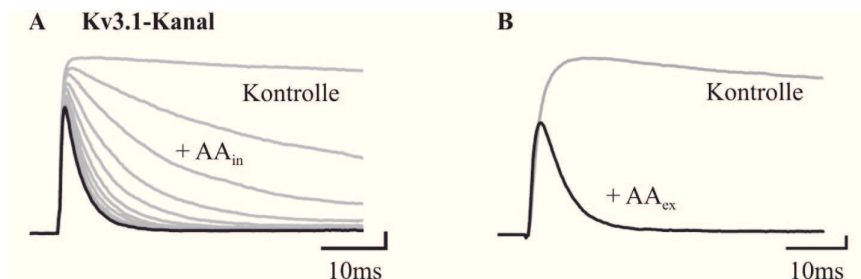 A Kv3.1-Kanal
Kontrolle
+ AAin
10ms
B
Kontrolle
+ AAex
10ms